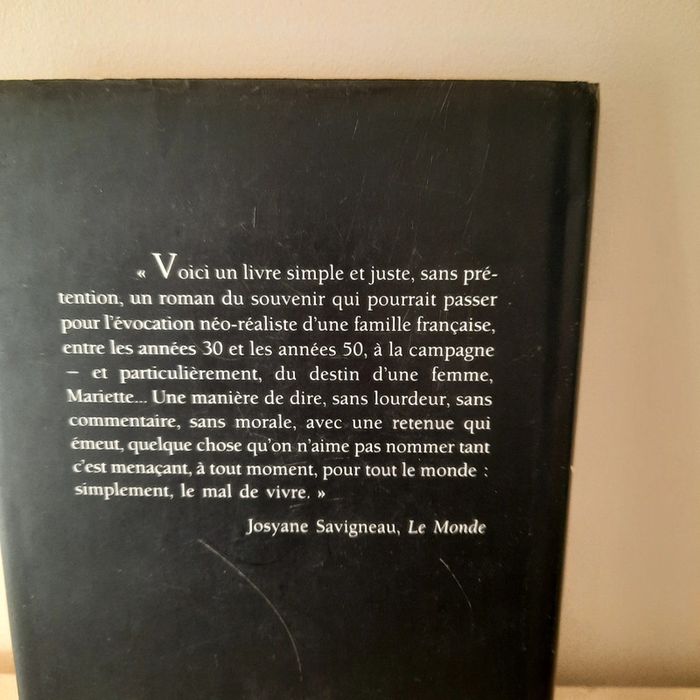 « Voici un livre simple et juste, sans pré-
tention, un roman du souvenir qui pourrait passer
pour l'évocation néo-réaliste d'une famille française,
entre les années 30 et les années 50, à la campagne
– et particulièrement, du destin d'une femme,
Mariette... Une manière de dire, sans lourdeur, sans
commentaire, sans morale, avec une retenue qui
émeut, quelque chose qu'on n'aime pas nommer tant
c'est menaçant, à tout moment, pour tout le monde :
simplement, le mal de vivre. »
Josyane Savigneau, Le Monde